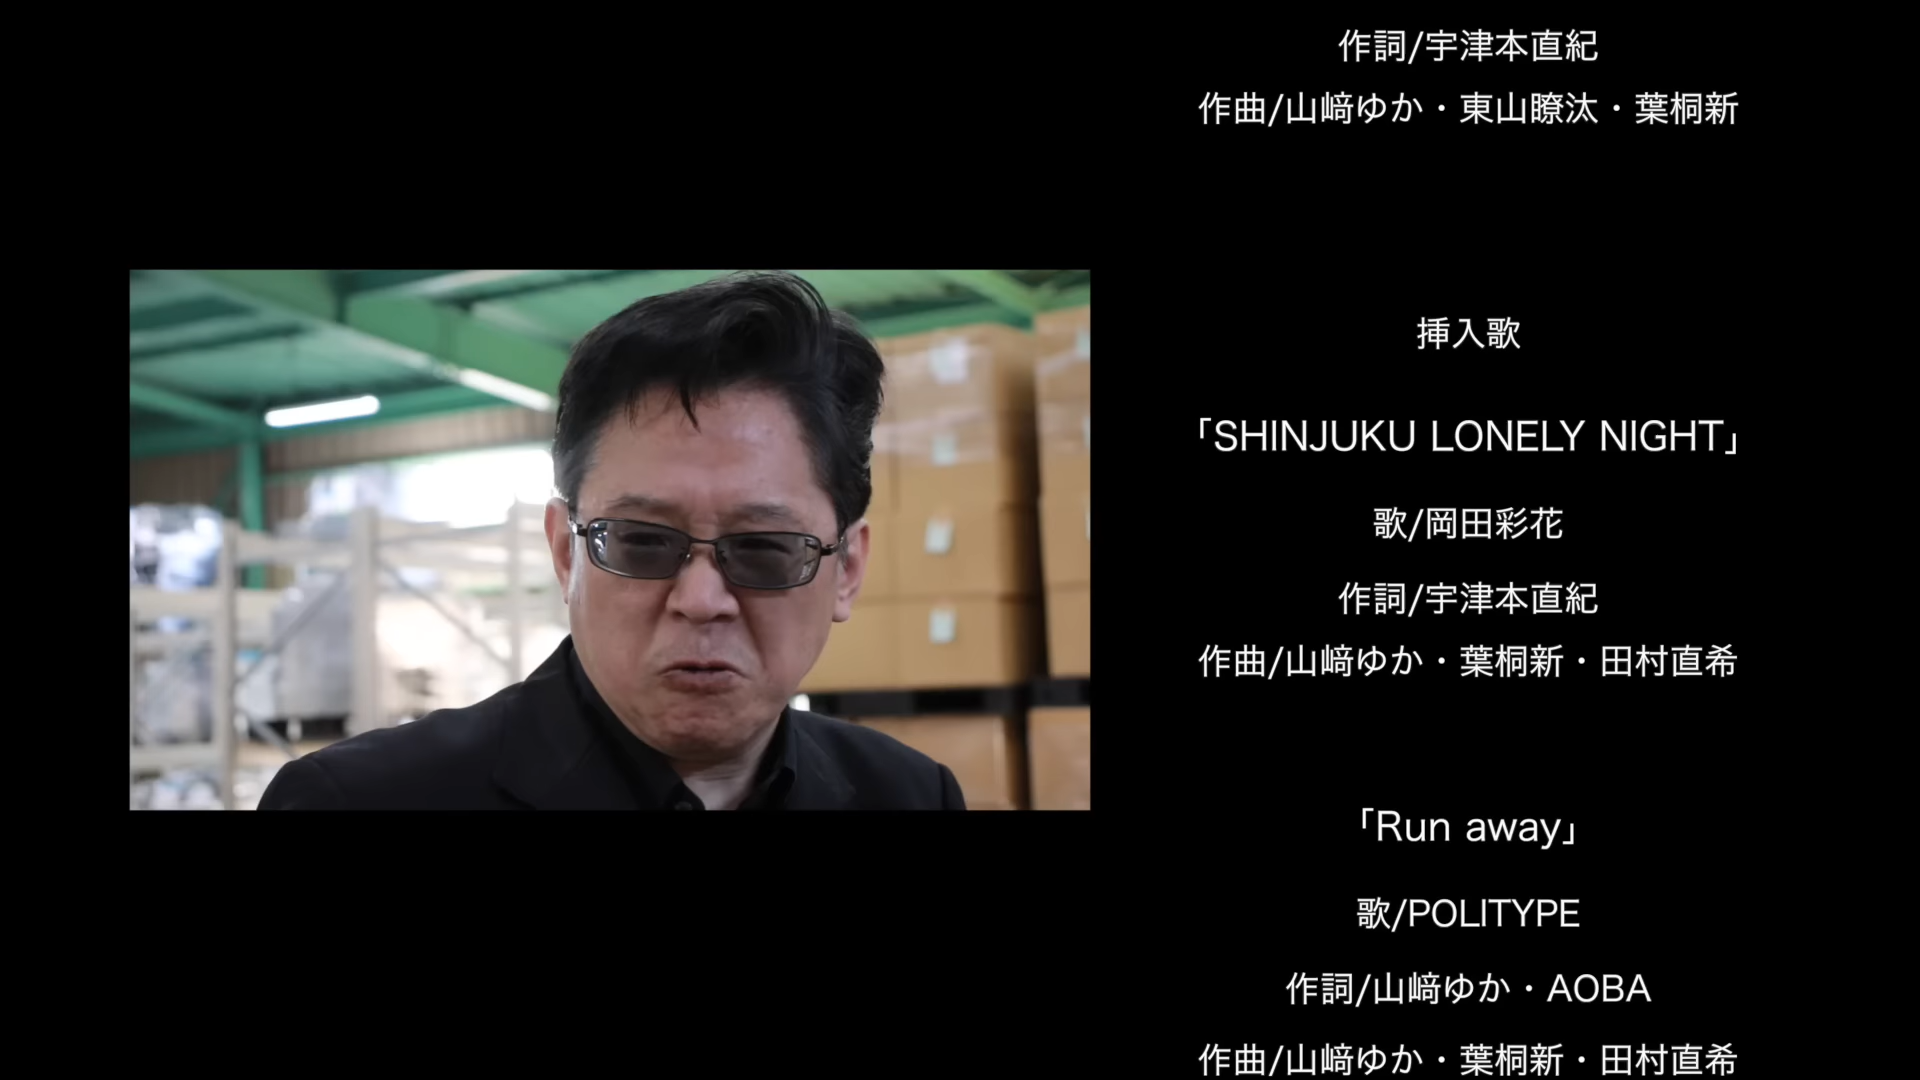 作詞/宇津本直紀
作曲/山﨑ゆか・東山瞭汰・葉桐新
挿入歌
「SHINJUKU LONELY NIGHT」
歌/岡田彩花
作詞/宇津本直紀
作曲/山﨑ゆか・葉桐新・田村直希
「Run away」
歌/POLITYPE
作詞/山﨑ゆか・AOBA
作曲/山﨑ゆか・葉桐新・田村直希